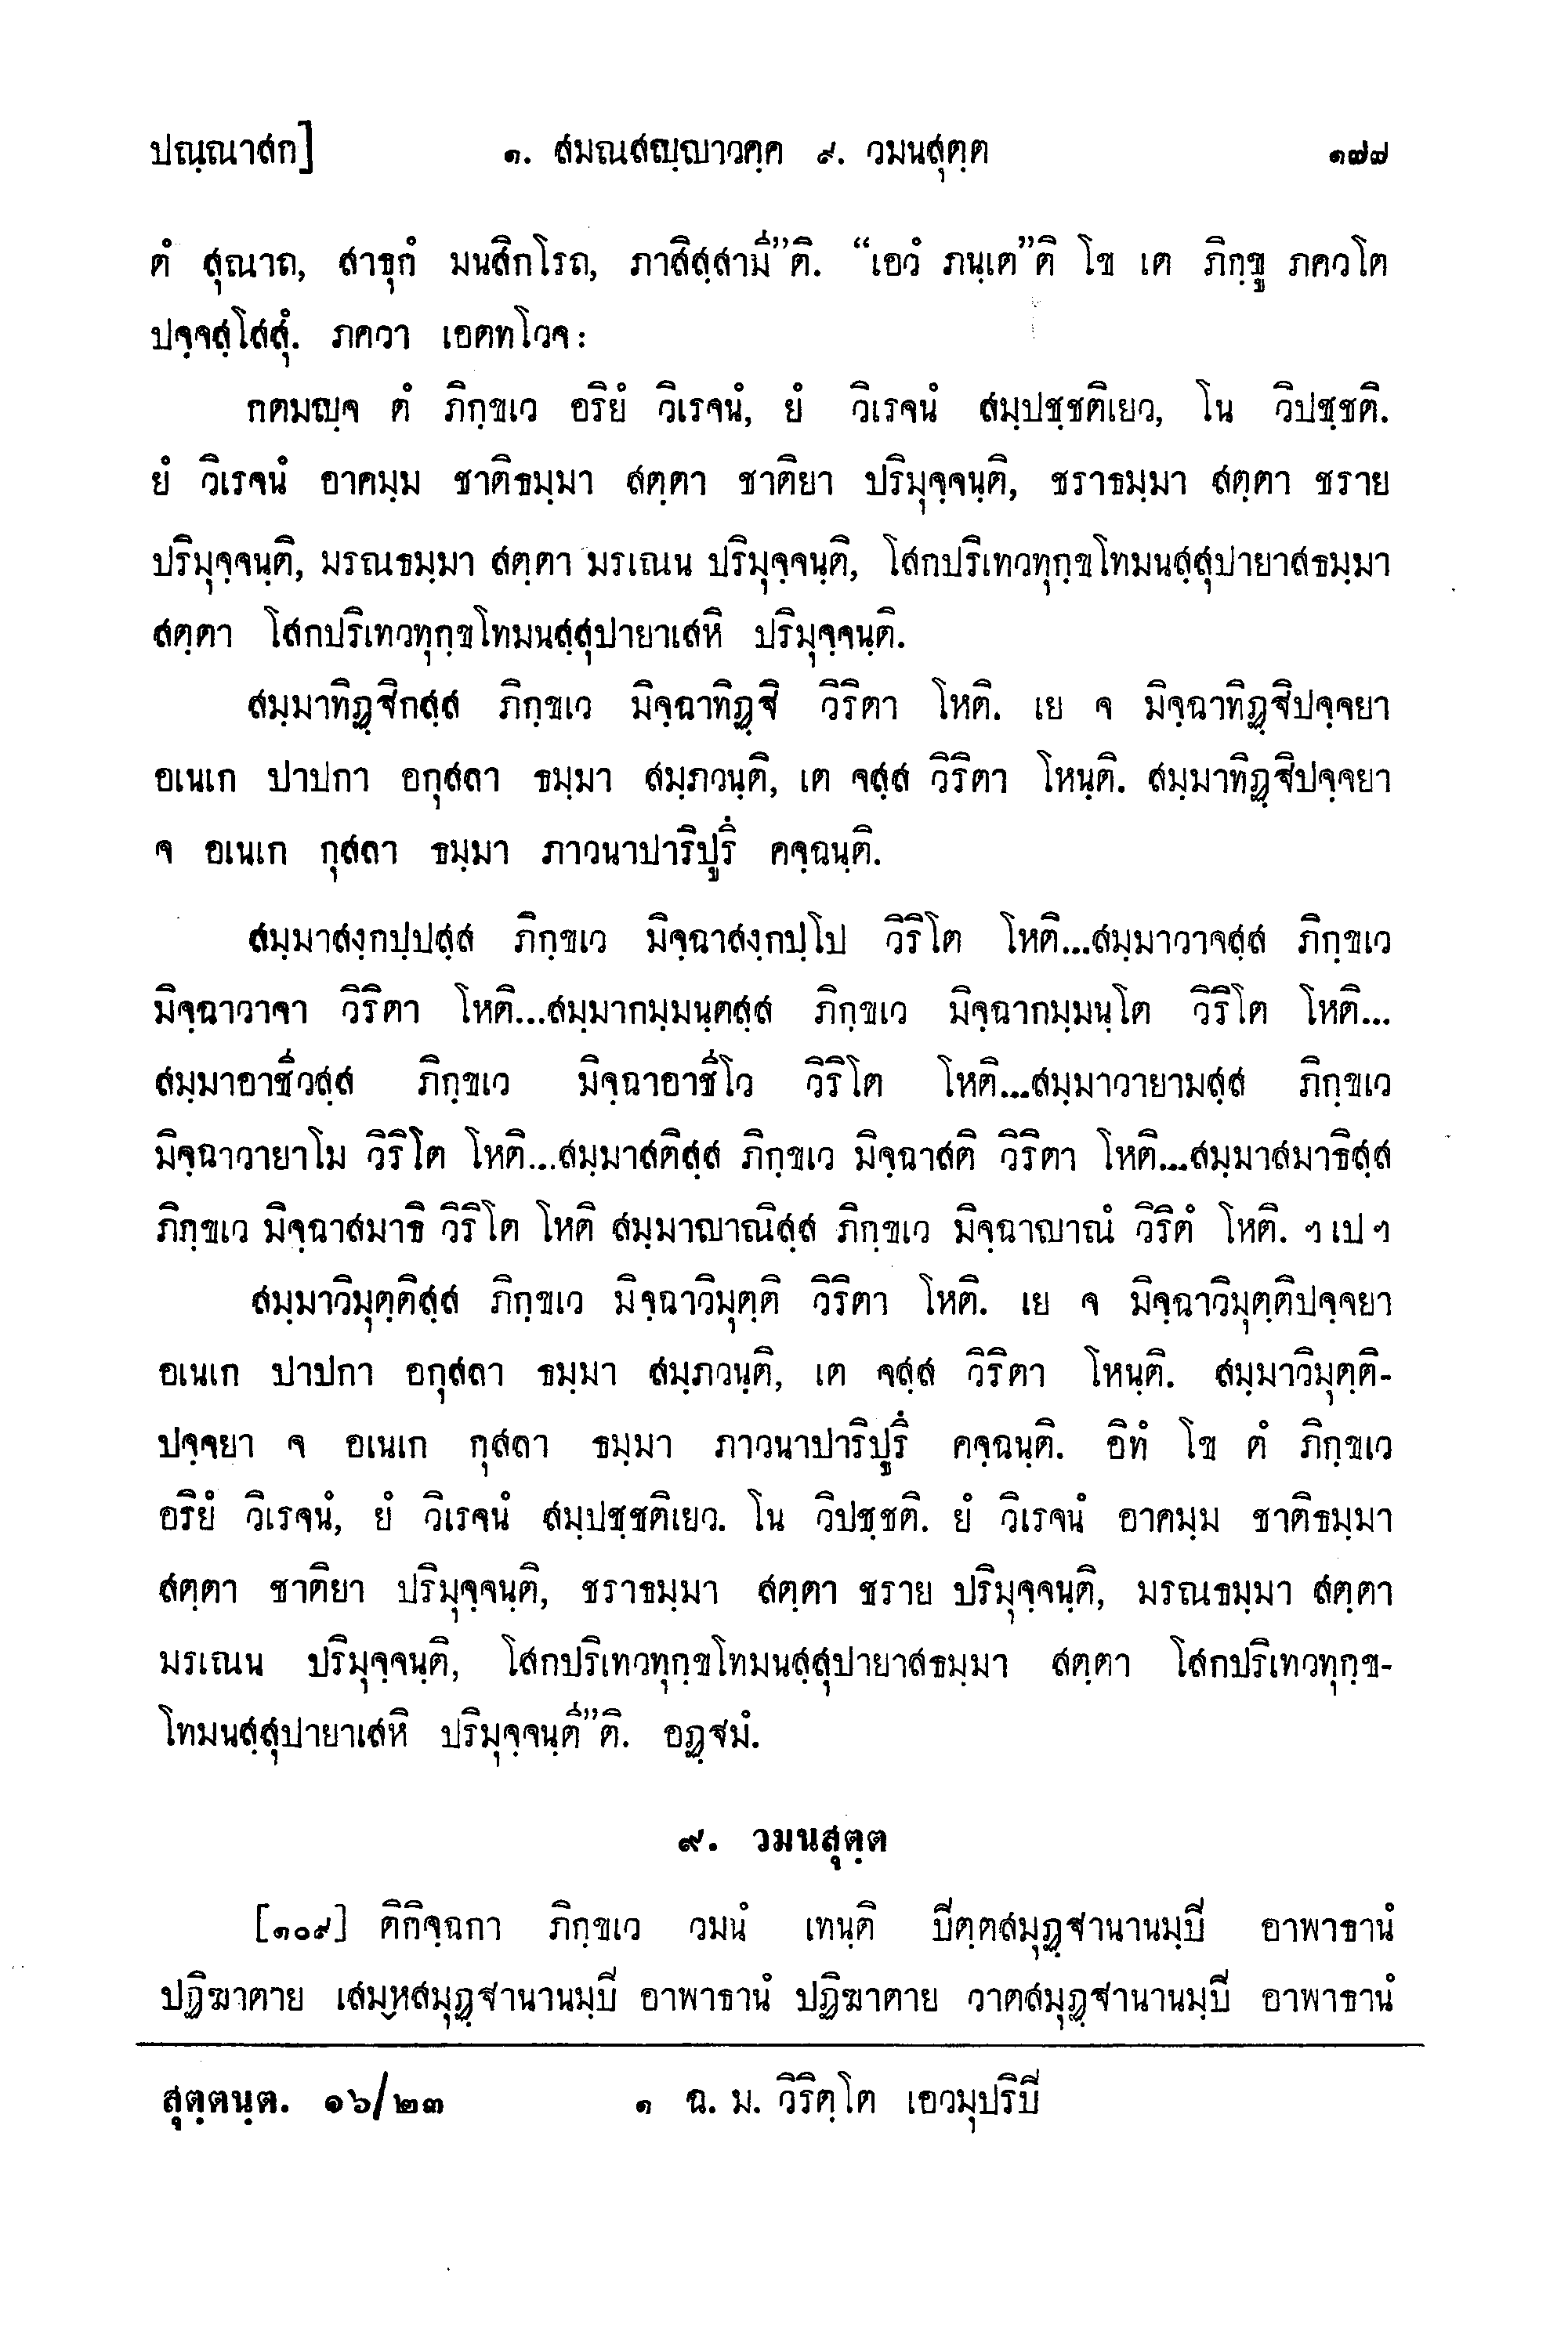 ปณฺณาสก] ๑. สมณสญฺญาวคฺค ๙. วมนสุตฺต ๑๗๗
ตํ สุณาถ, สาธุกํ มนสิกโรถ, ภาสิสฺสามี”ติ. “เอวํ ภนฺเต”ติ โข เต ภิกฺขู ภควโต
ปจฺจสฺโสสุํ. ภควา เอตทโวจ:
กตมญฺจ ตํ ภิกฺขเว อริยํ วิเรจนํ, ยํ วิเรจนํ สมฺปชฺชติเยว, โน วิปชฺชติ.
ยํ วิเรจนํ อาคมฺม ชาติธมฺมา สตฺตา ชาติยา ปริมุจฺจนฺติ, ชราธมฺมา สตฺตา ชราย
ปริมุจฺจนฺติ, มรณธมฺมา สตฺตา มรเณน ปริมุจฺจนฺติ, โสกปริเทวทุกฺขโทมนสฺสุปายาสธมฺมา
สตฺตา โสกปริเทวทุกฺขโทมนสฺสุปายาเสหิ ปริมุจฺจนฺติ.
สมฺมาทิฏฺฐิกสฺส ภิกฺขเว มิจฺฉาทิฏฺฐิ วิริตา โหติ. เย จ มิจฺฉาทิฏฺฐิปจฺจยา
อเนเก ปาปกา อกุสลา ธมฺมา สมฺภวนฺติ, เต จสฺส วิริตา โหนฺติ. สมฺมาทิฏฺฐิปจฺจยา
จ อเนเก กุสลา ธมฺมา ภาวนาปาริปูรึ คจฺฉนฺติ.
สมฺมาสงฺกปฺปสฺส ภิกฺขเว มิจฺฉาสงฺกปฺโป วิริโต โหติ...สมฺมาวาจสฺส ภิกฺขเว
มิจฺฉาวาจา วิริตา โหติ...สมฺมากมฺมนฺตสฺส ภิกฺขเว มิจฺฉากมฺมนฺโต วิริโต โหติ...
สมฺมาอาชีวสฺส ภิกฺขเว มิจฺฉาอาชีโว วิริโต โหติ...สมฺมาวายามสฺส ภิกฺขเว
มิจฺฉาวายาโม วิริโต โหติ...สมฺมาสติสฺส ภิกฺขเว มิจฺฉาสติ วิริตา โหติ...สมฺมาสมาธิสฺส
ภิกฺขเว มิจฺฉาสมาธิ วิริโต โหติ สมฺมาญาณิสฺส ภิกฺขเว มิจฺฉาญาณํ วิริตํ โหติ. ฯ เป ฯ
สมฺมาวิมุตฺติสฺส ภิกฺขเว มิจฺฉาวิมุตฺติ วิริตา โหติ. เย จ มิจฺฉาวิมุตฺติปจฺจยา
อเนเก ปาปกา อกุสลา ธมฺมา สมฺภวนฺติ, เต จสฺส วิริตา โหนฺติ. สมฺมาวิมุตฺติ-
ปจฺจยา จ อเนเก กุสลา ธมฺมา ภาวนาปาริปูรึ คจฺฉนฺติ. อิทํ โข ตํ ภิกฺขเว
อริยํ วิเรจนํ, ยํ วิเรจนํ สมฺปชฺชติเยว. โน วิปชฺชติ. ยํ วิเรจนํ อาคมฺม ชาติธมฺมา
สตฺตา ชาติยา ปริมุจฺจนฺติ, ชราธมฺมา สตฺตา ชราย ปริมุจฺจนฺติ, มรณธมฺมา สตฺตา
มรเณน ปริมุจฺจนฺติ, โสกปริเทวทุกฺขโทมนสฺสุปายาสธมฺมา สตฺตา โสกปริเทวทุกฺข-
โทมนสฺสุปายาเสหิ ปริมุจฺจนฺตี”ติ. อฏฺฐมํ.
๙. วมนสุตฺต
[๑๐๙] ติกิจฺฉกา ภิกฺขเว วมนํ เทนฺติ ปิตฺตสมุฏฺฐานานมฺปิ อาพาธานํ
ปฏิฆาตาย เสมฺหสมุฏฺฐานานมฺปิ อาพาธานํ ปฏิฆาตาย วาตสมุฏฺฐานานมฺปิ อาพาธานํ
สุตฺตนฺต. ๑๖/๒๓ ๑ ฉ. ม. วิริตฺโต เอวมุปริปิ